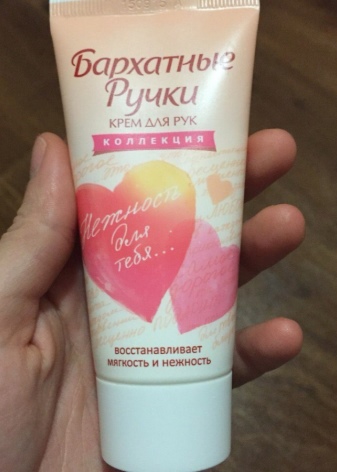 Бархатные
Ручки
КРЕМ ДЛЯ РУК
КОЛЛЕКЦИЯ
Нежность
для
тебя...
восстанавливает
мягкость и нежность